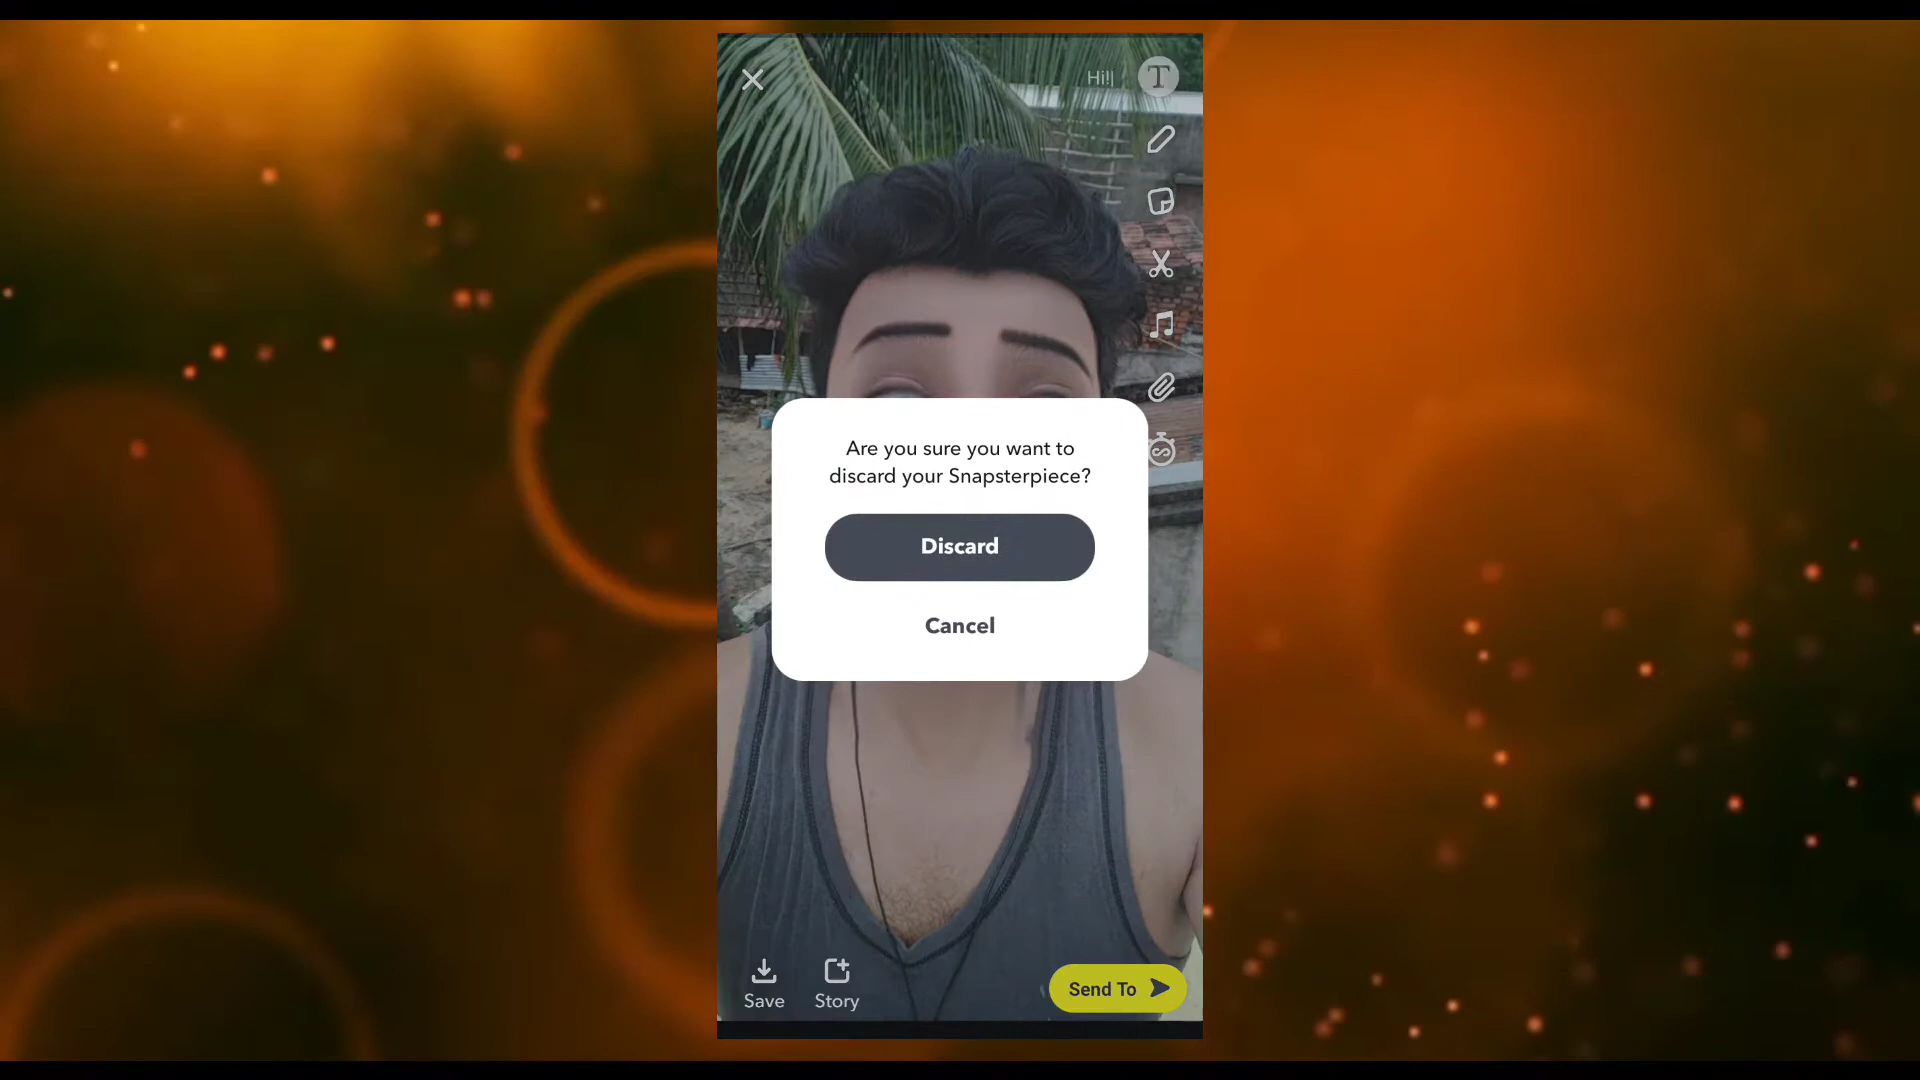 Hi!
T
Are you sure you want to
discard your Snapsterpiece?
Discard
Cancel
Save
Story
Send To